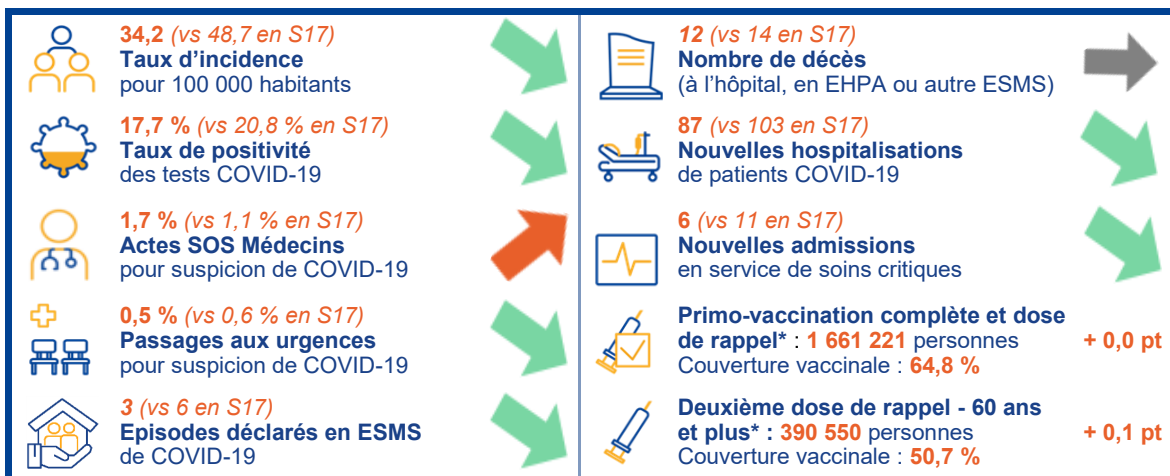 34,2 (vs 48,7 en S17)
Taux d'incidence
pour 100 000 habitants
17,7 % (vs 20,8 % en S17)
Taux de positivité
des tests COVID-19
1,7 % (vs 1,1 % en S17)
Actes SOS Médecins
pour suspicion de COVID-19
0,5 % (vs 0,6 % en S17)
Passages aux urgences
pour suspicion de COVID-19
3 (vs 6 en S17)
Episodes déclarés en ESMS
de COVID-19
12 (vs 14 en S17)
Nombre de décès
(à l'hôpital, en EHPA ou autre ESMS)
87 (vs 103 en S17)
Nouvelles hospitalisations
de patients COVID-19
6 (vs 11 en S17)
Nouvelles admissions
en service de soins critiques
Primo-vaccination complète et dose
de rappel* : 1 661 221 personnes + 0,0 pt
Couverture vaccinale : 64,8 %
Deuxième dose de rappel - 60 ans
et plus* : 390 550 personnes + 0,1 pt
Couverture vaccinale : 50,7 %